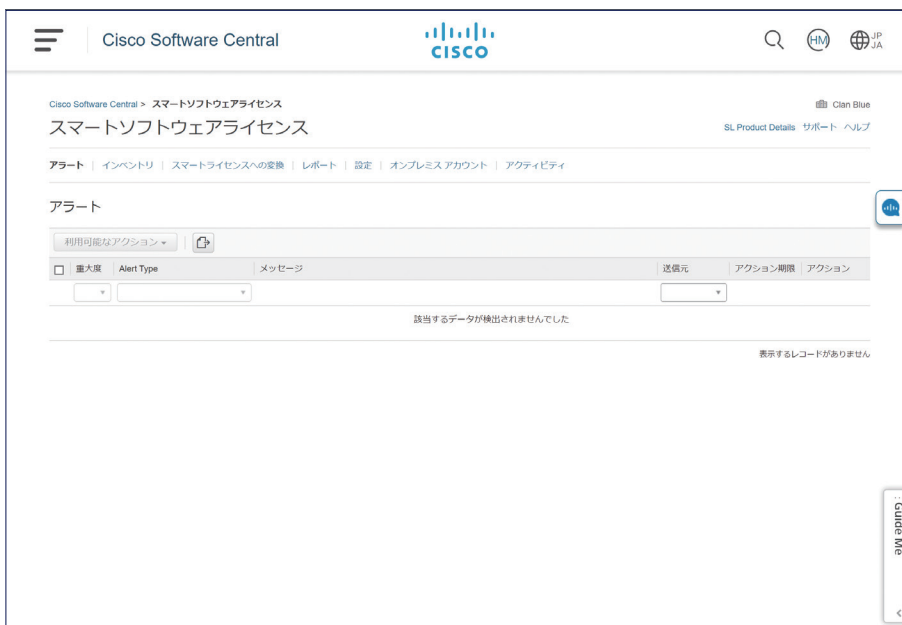 Cisco Software Central
CISCO
HM
JP
JA
Cisco Software Central > スマートソフトウェアライセンス
Clan Blue
スマートソフトウェアライセンス
SL Product Details サポート ヘルプ
アラート | インベントリ | スマートライセンスへの変換 | レポート | 設定 | オンプレミス アカウント | アクティビティ
アラート
利用可能なアクション
重大度 Alert Type メッセージ 送信元 アクション期限 アクション
該当するデータが検出されませんでした
表示するレコードがありません
: Guide Me